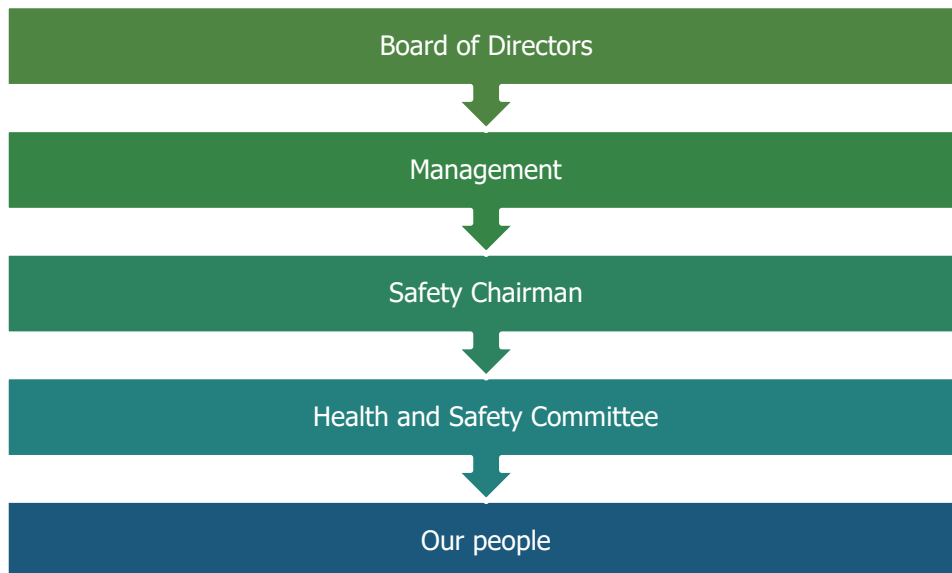 Board of Directors
Management
Safety Chairman
Health and Safety Committee
Our people